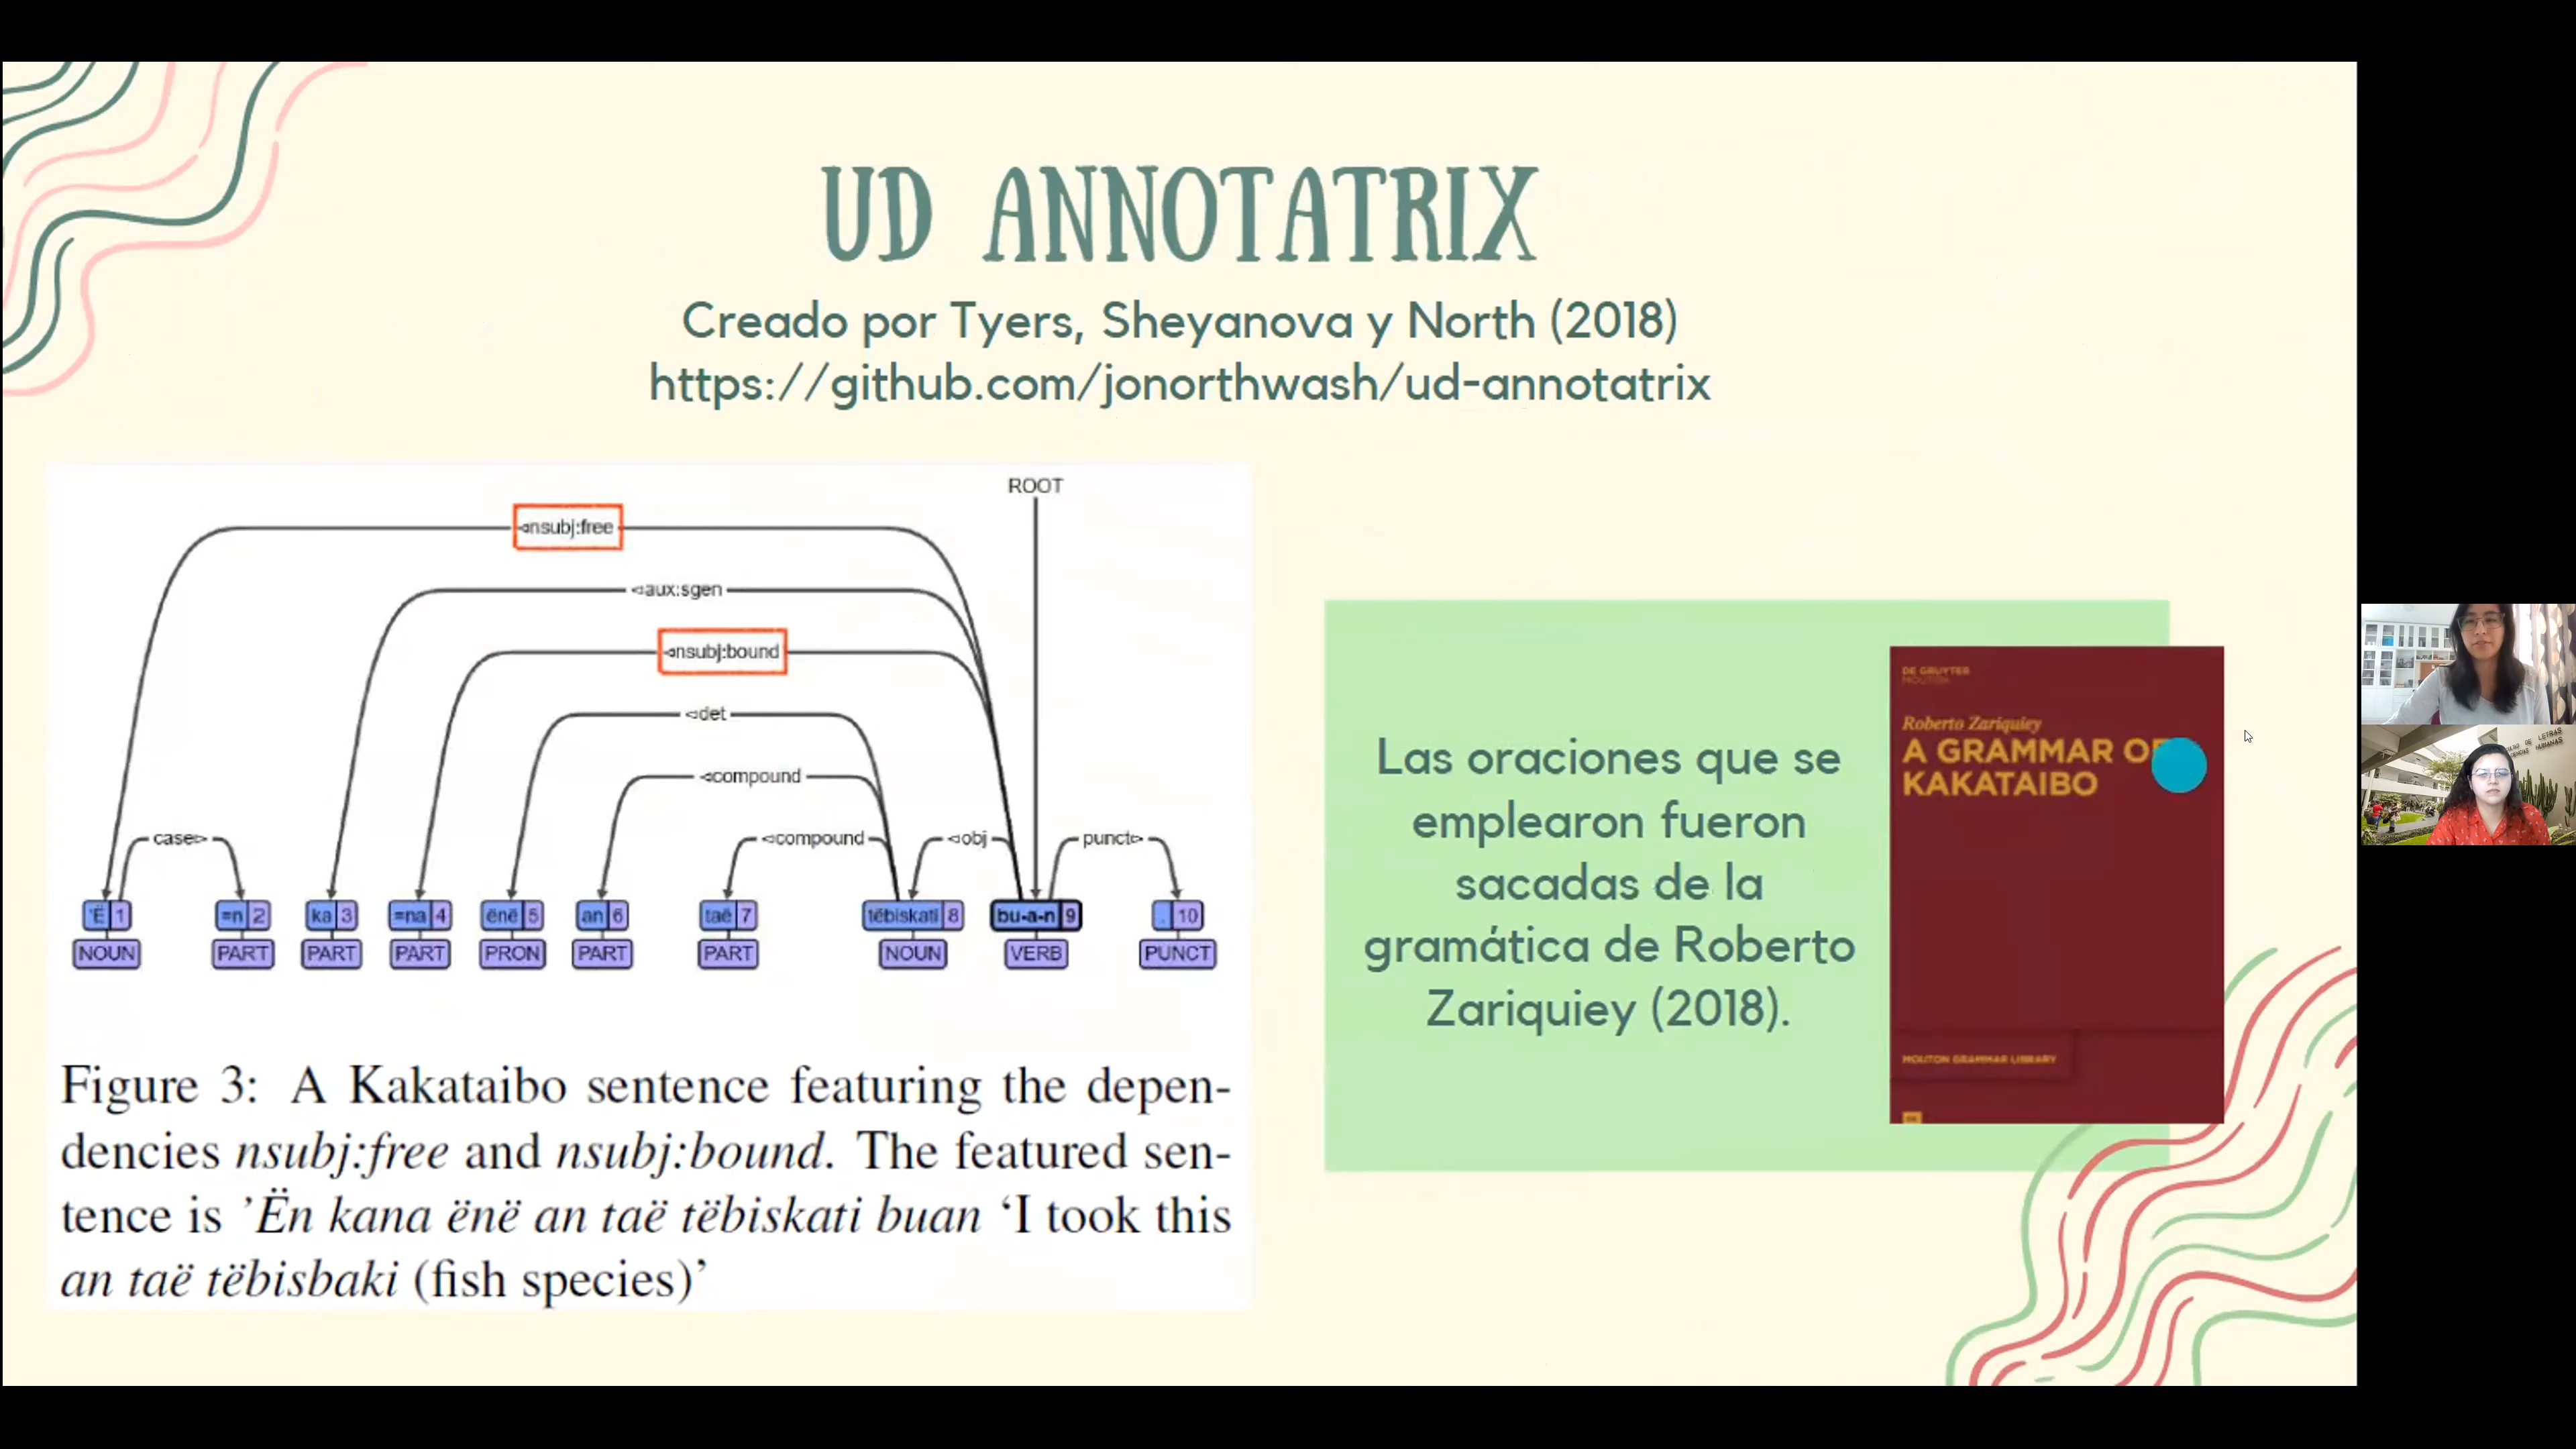 UD ANNOTATRIX
Creado por Tyers, Sheyanova y North (2018)
https://github.com/jonorthwash/ud-annotatrix
ROOT
nsubj:free
aux:sgen
nsubj:bound
det
compound
case
compound
obj
punct
'Ë 1 =n 2 ka 3 =na 4 ënë 5 an 6 taë 7 tëbiskati 8 bu-a-n 9 . 10
NOUN PART PART PART PRON PART PART NOUN VERB PUNCT
Figure 3: A Kakataibo sentence featuring the depen-
dencies nsubj:free and nsubj:bound. The featured sen-
tence is ’Ën kana ënë an taë tëbiskati buan ‘I took this
an taë tëbisbaki (fish species)’
Las oraciones que se
emplearon fueron
sacadas de la
gramática de Roberto
Zariquiey (2018).
DE GRUYTER
MOUTON
Roberto Zariquiey
A GRAMMAR OF
KAKATAIBO
MOUTON GRAMMAR LIBRARY
DE LETRAS
HUMANAS